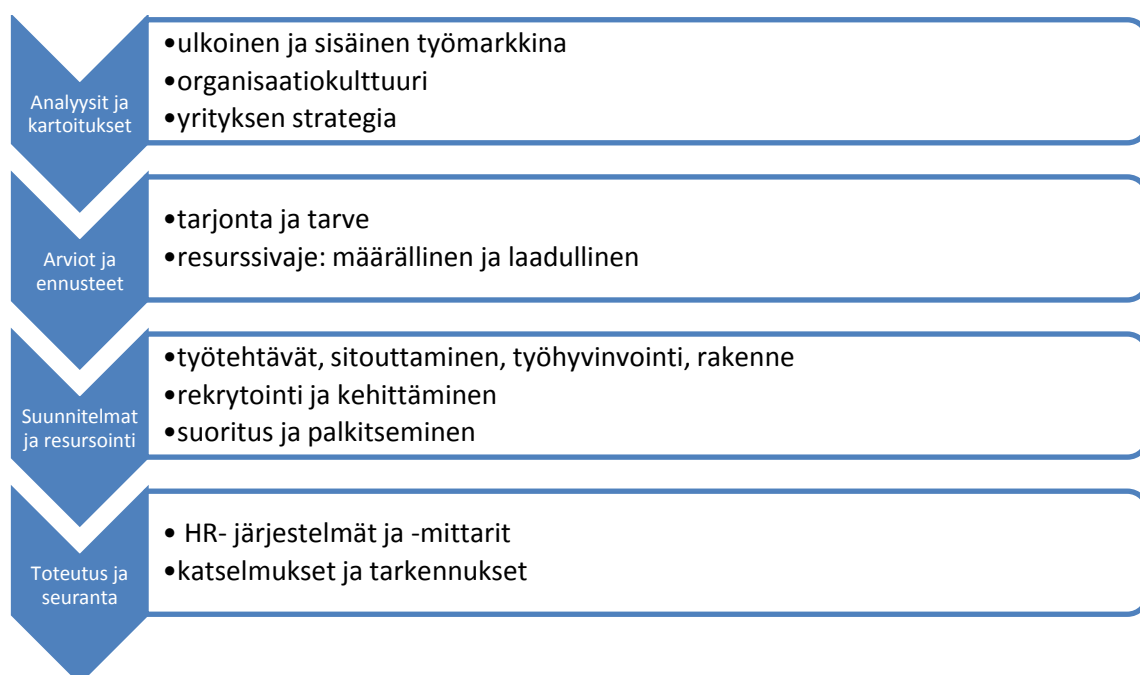 Analyysit ja
kartoitukset
•ulkoinen ja sisäinen työmarkkina
•organisaatiokulttuuri
•yrityksen strategia
Arviot ja
ennusteet
•tarjonta ja tarve
•resurssivaje: määrällinen ja laadullinen
Suunnitelmat
ja resursointi
•työtehtävät, sitouttaminen, työhyvinvointi, rakenne
•rekrytointi ja kehittäminen
•suoritus ja palkitseminen
Toteutus ja
seuranta
• HR- järjestelmät ja -mittarit
•katselmukset ja tarkennukset